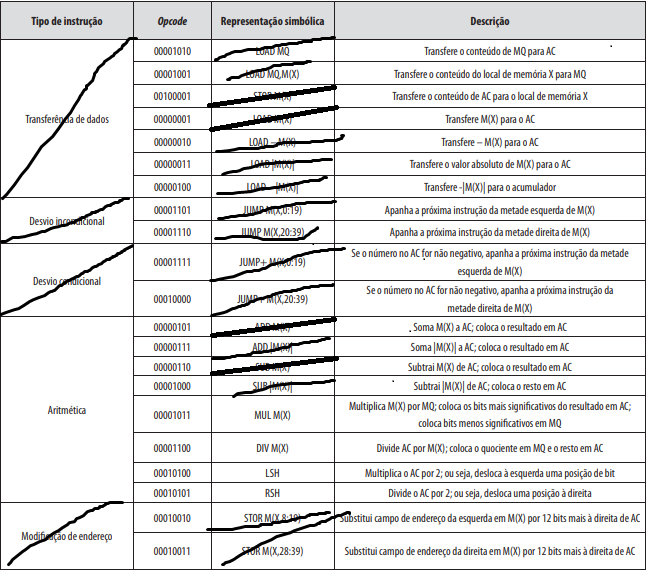 Tipo de instrução Opcode Representação simbólica Descrição
00001010 LOAD MQ Transfere o conteúdo de MQ para AC
00001001 LOAD MQ,M(X) Transfere o conteúdo do local de memória X para MQ
00100001 STOR M(X) Transfere o conteúdo de AC para o local de memória X
Transferência de dados 00000001 LOAD M(X) Transfere M(X) para o AC
00000010 LOAD – M(X) Transfere – M(X) para o AC
00000011 LOAD |M(X)| Transfere o valor absoluto de M(X) para o AC
00000100 LOAD –|M(X)| Transfere -|M(X)| para o acumulador
Desvio incondicional
00001101 JUMP M(X,0:19) Apanha a próxima instrução da metade esquerda de M(X)
00001110 JUMP M(X,20:39) Apanha a próxima instrução da metade direita de M(X)
Desvio condicional
00001111 JUMP+ M(X,0:19) Se o número no AC for não negativo, apanha a próxima instrução da metade
esquerda de M(X)
00010000 JUMP+ M(X,20:39) Se o número no AC for não negativo, apanha a próxima instrução da
metade direita de M(X)
Aritmética
00000101 ADD M(X) Soma M(X) a AC; coloca o resultado em AC
00000111 ADD |M(X)| Soma |M(X)| a AC; coloca o resultado em AC
00000110 SUB M(X) Subtrai M(X) de AC; coloca o resultado em AC
00001000 SUB |M(X)| Subtrai |M(X)| de AC; coloca o resto em AC
00001011 MUL M(X) Multiplica M(X) por MQ; coloca os bits mais significativos do resultado em AC;
coloca bits menos significativos em MQ
00001100 DIV M(X) Divide AC por M(X); coloca o quociente em MQ e o resto em AC
00010100 LSH Multiplica o AC por 2; ou seja, desloca à esquerda uma posição de bit
00010101 RSH Divide o AC por 2; ou seja, desloca uma posição à direita
Modificação de endereço
00010010 STOR M(X,8:19) Substitui campo de endereço da esquerda em M(X) por 12 bits mais à direita de AC
00010011 STOR M(X,28:39) Substitui campo de endereço da direita em M(X) por 12 bits mais à direita de AC